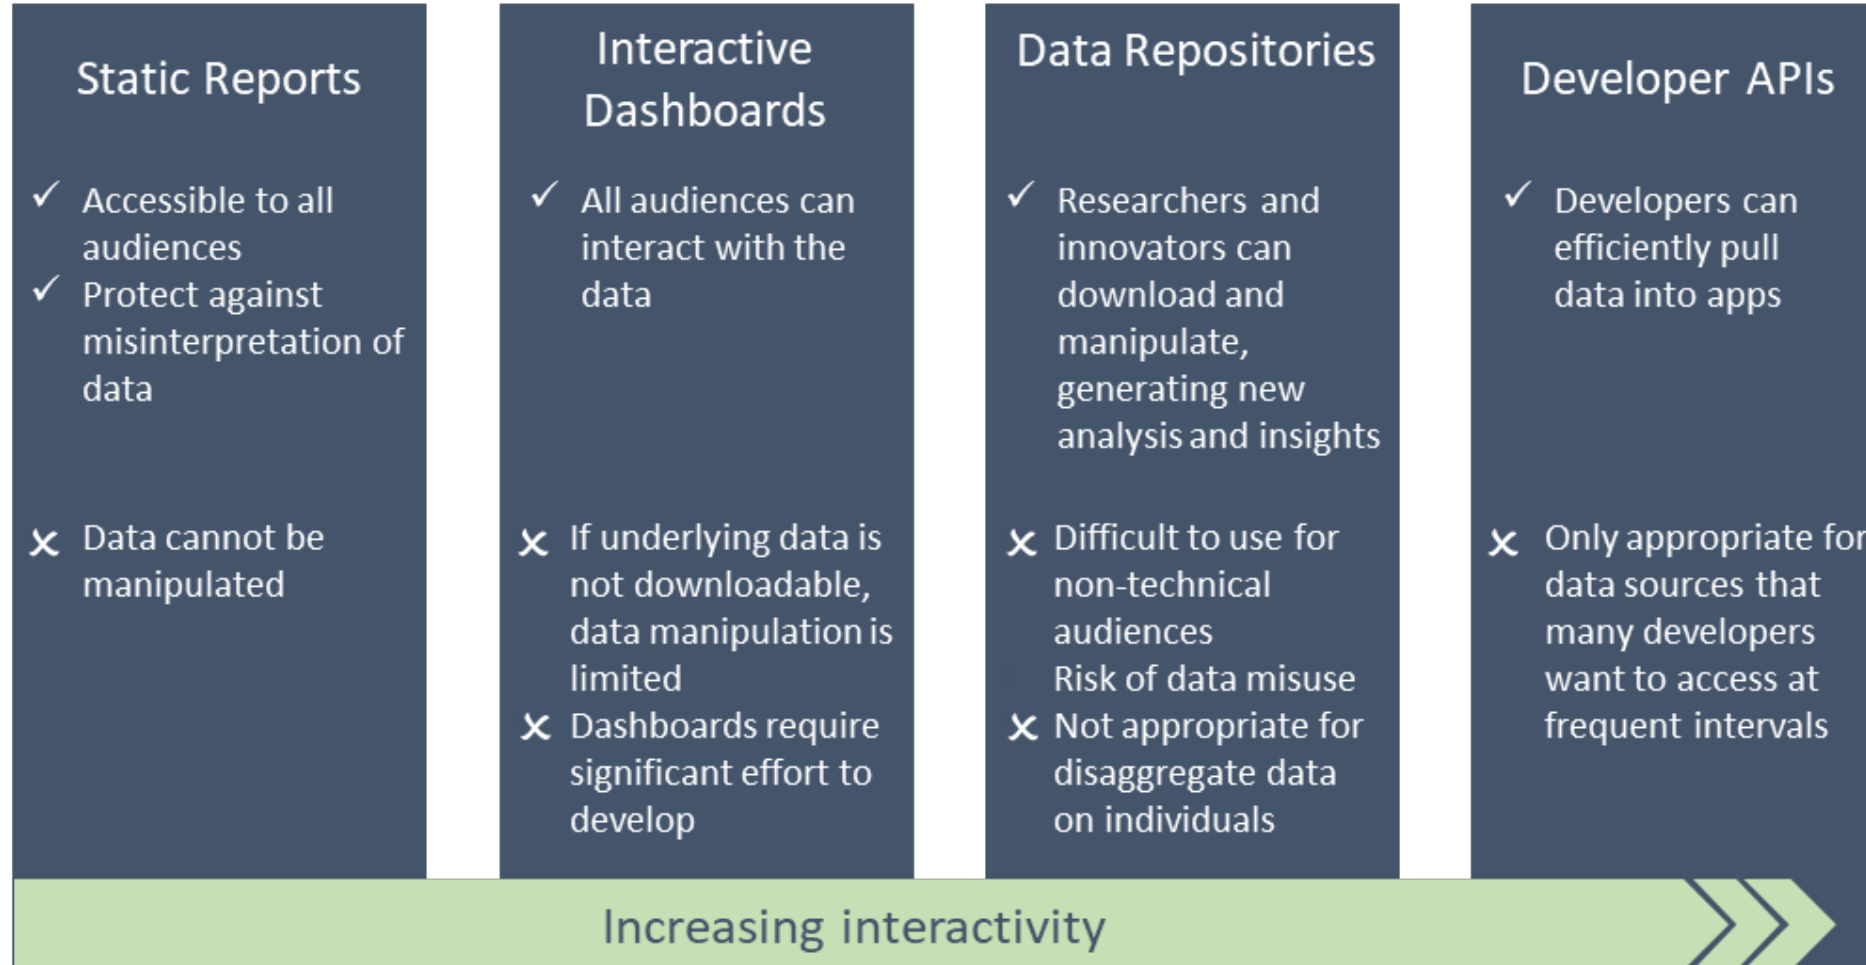 Static Reports
✓ Accessible to all
audiences
✓ Protect against
misinterpretation of
data
✗ Data cannot be
manipulated
Interactive
Dashboards
✓ All audiences can
interact with the
data
✗ If underlying data is
not downloadable,
data manipulation is
limited
✗ Dashboards require
significant effort to
develop
Data Repositories
✓ Researchers and
innovators can
download and
manipulate,
generating new
analysis and insights
✗ Difficult to use for
non-technical
audiences
Risk of data misuse
✗ Not appropriate for
disaggregate data
on individuals
Developer APIs
✓ Developers can
efficiently pull
data into apps
✗ Only appropriate for
data sources that
many developers
want to access at
frequent intervals
Increasing interactivity